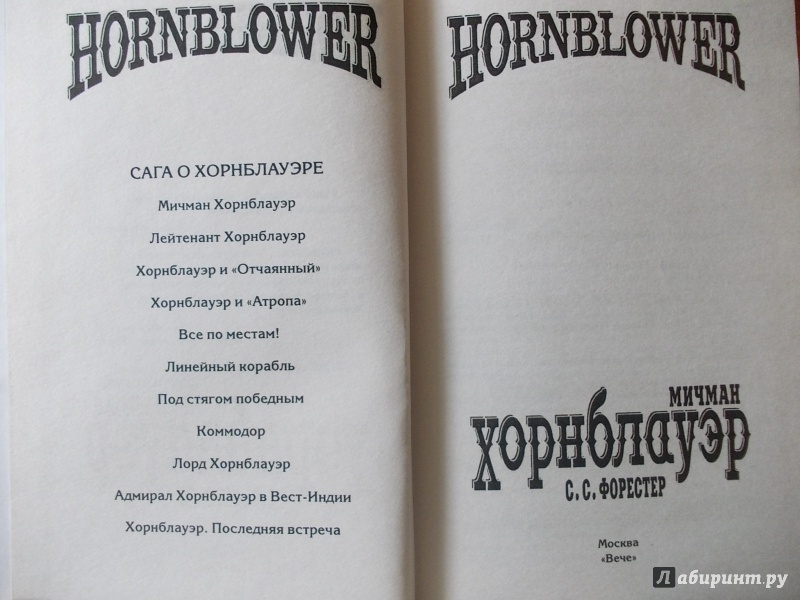 HORNBLOWER
САГА О ХОРНБЛАУЭРЕ
Мичман Хорнблауэр
Лейтенант Хорнблауэр
Хорнблауэр и «Отчаянный»
Хорнблауэр и «Атропа»
Все по местам!
Линейный корабль
Под стягом победным
Коммодор
Лорд Хорнблауэр
Адмирал Хорнблауэр в Вест-Индии
Хорнблауэр. Последняя встреча
HORNBLOWER
МИЧМАН
Хорнблауэр
С. С. ФОРЕСТЕР
Москва
«Вече»
Лабиринт.ру